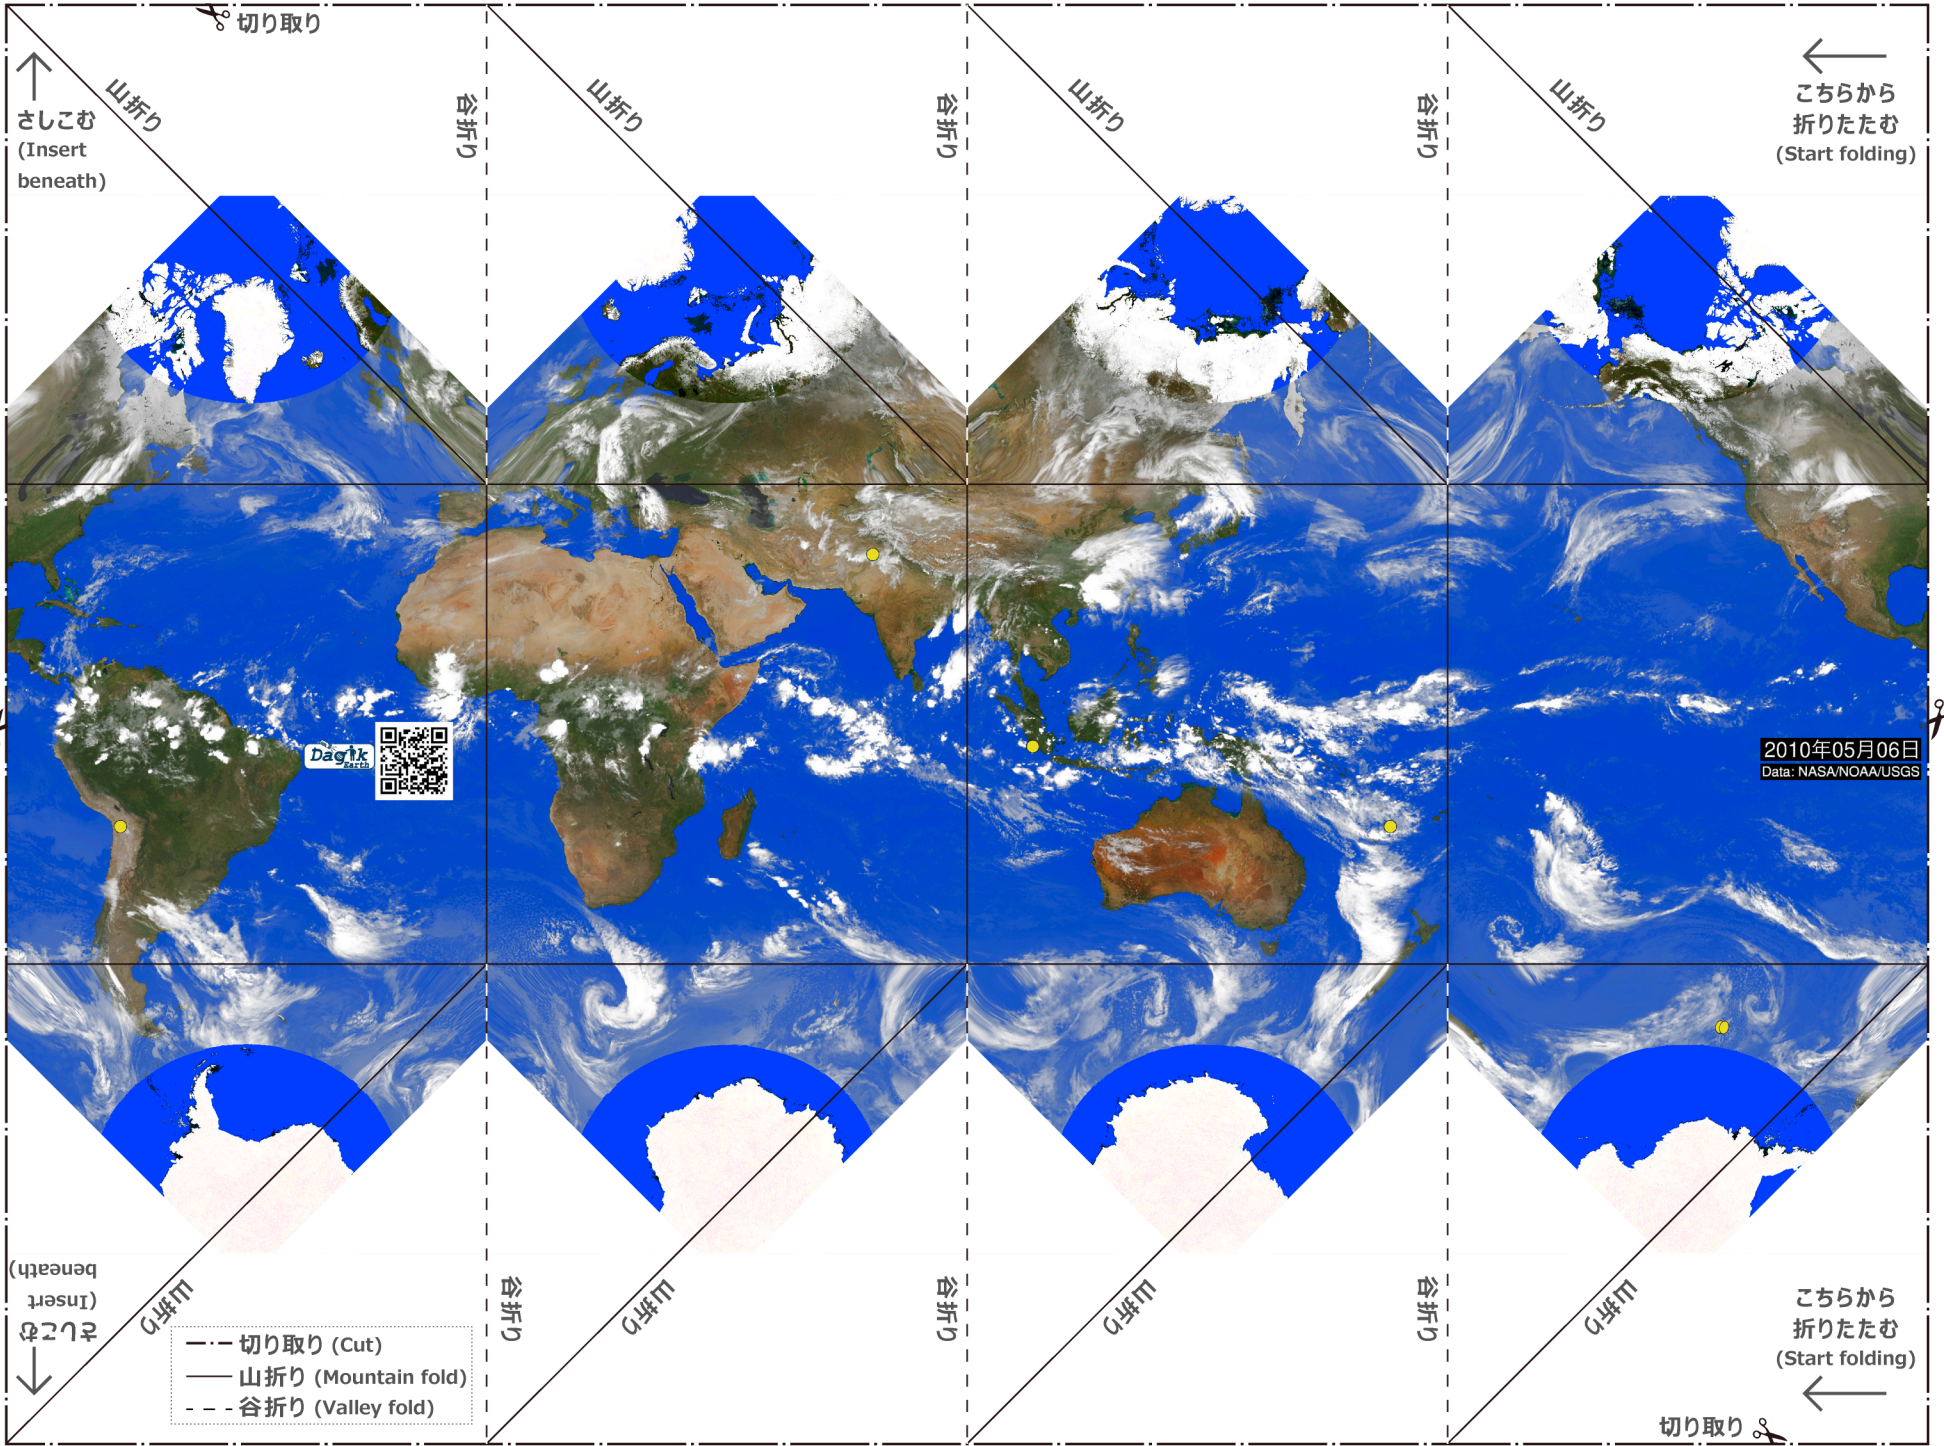 切り取り
山折り
谷折り
山折り
谷折り
山折り
谷折り
山折り
さしこむ
(Insert
beneath)
こちらから
折りたたむ
(Start folding)
Dagik
Earth
2010年05月06日
Data: NASA/NOAA/USGS
さしこむ
(Insert
beneath)
山折り
谷折り
山折り
谷折り
山折り
谷折り
山折り
こちらから
折りたたむ
(Start folding)
切り取り (Cut)
山折り (Mountain fold)
谷折り (Valley fold)
切り取り